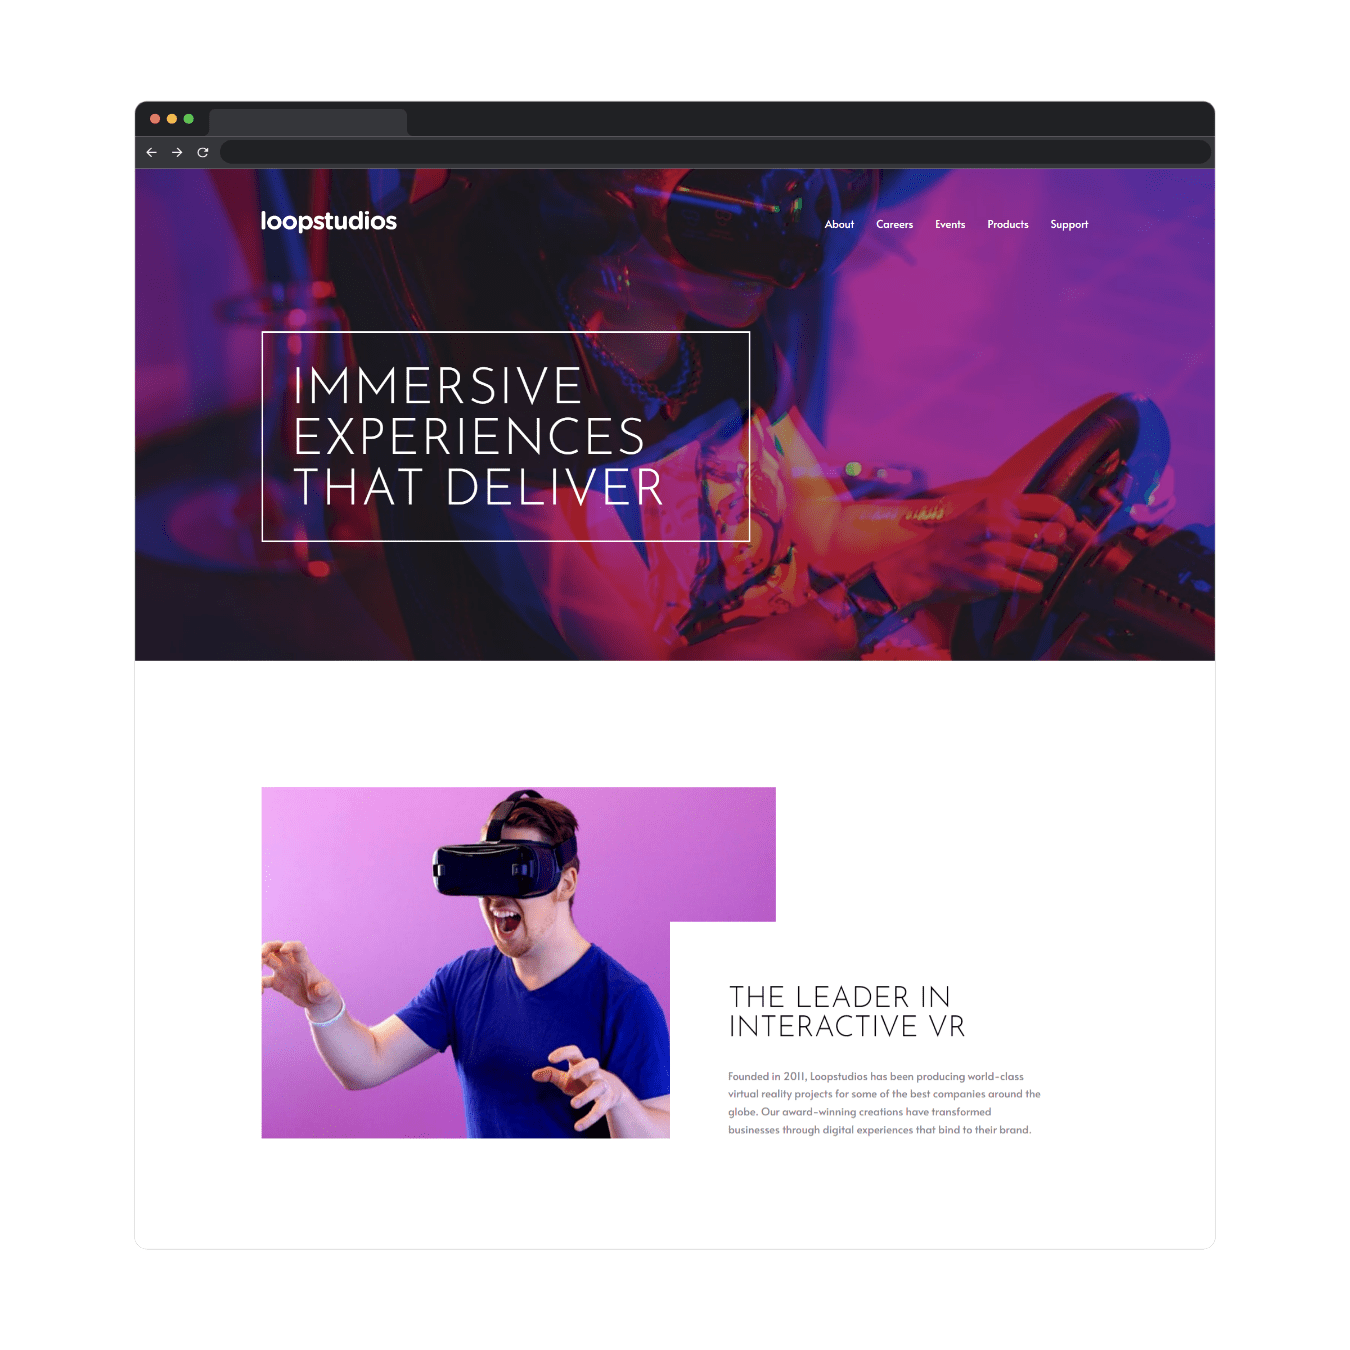 loopstudios
About Careers Events Products Support
IMMERSIVE
EXPERIENCES
THAT DELIVER
THE LEADER IN
INTERACTIVE VR
Founded in 2011, Loopstudios has been producing world-class
virtual reality projects for some of the best companies around the
globe. Our award-winning creations have transformed
businesses through digital experiences that bind to their brand.